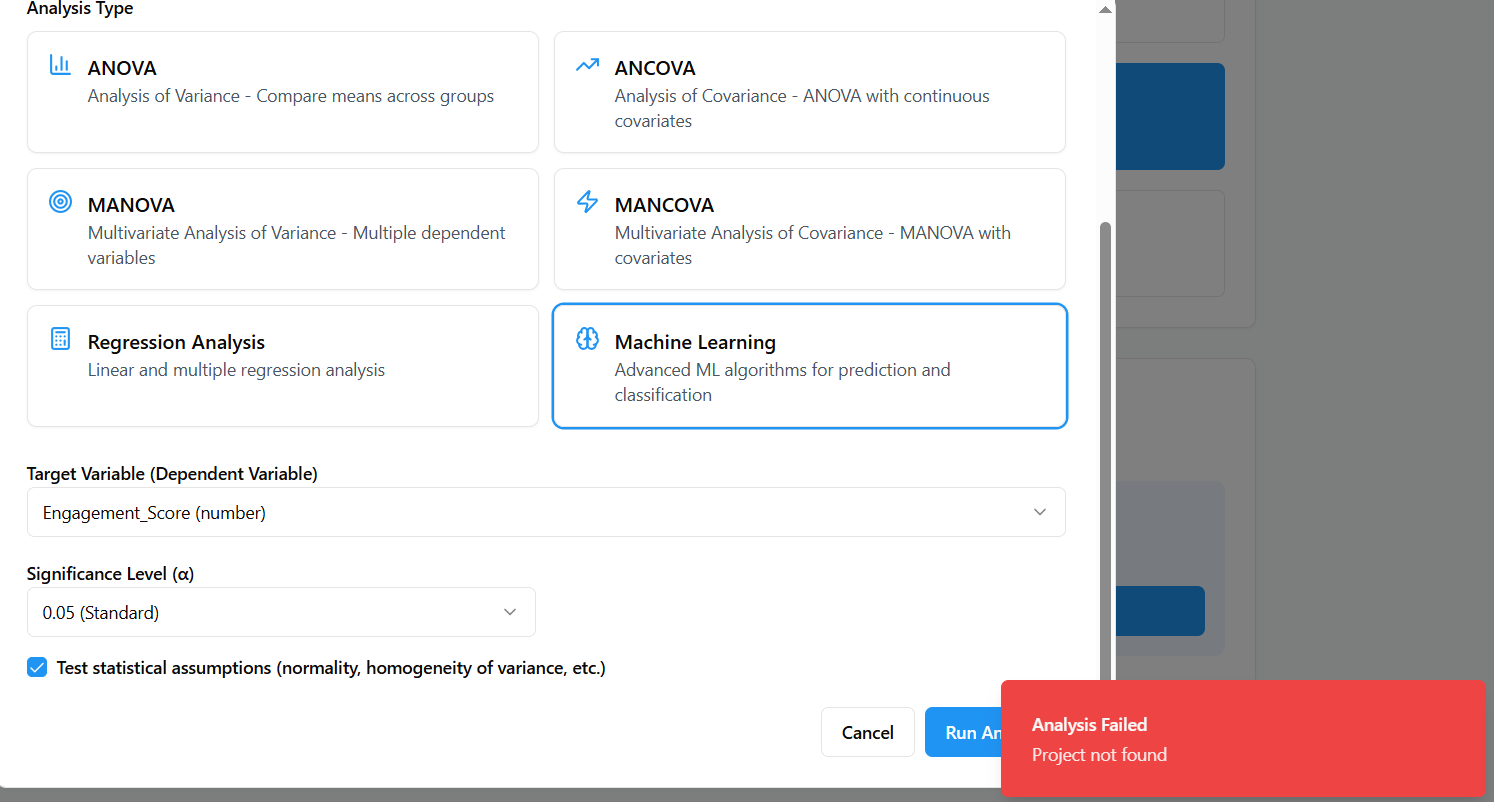 Analysis Type
ANOVA
Analysis of Variance - Compare means across groups
ANCOVA
Analysis of Covariance - ANOVA with continuous
covariates
MANOVA
Multivariate Analysis of Variance - Multiple dependent
variables
MANCOVA
Multivariate Analysis of Covariance - MANOVA with
covariates
Regression Analysis
Linear and multiple regression analysis
Machine Learning
Advanced ML algorithms for prediction and
classification
Target Variable (Dependent Variable)
Engagement_Score (number)
Significance Level (α)
0.05 (Standard)
Test statistical assumptions (normality, homogeneity of variance, etc.)
Cancel
Run An
Analysis Failed
Project not found